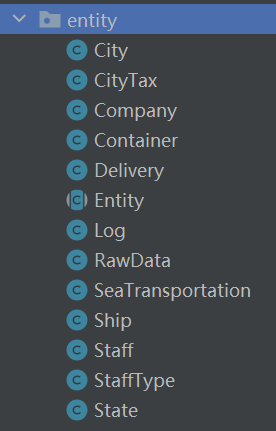 entity
City
CityTax
Company
Container
Delivery
Entity
Log
RawData
SeaTransportation
Ship
Staff
StaffType
State